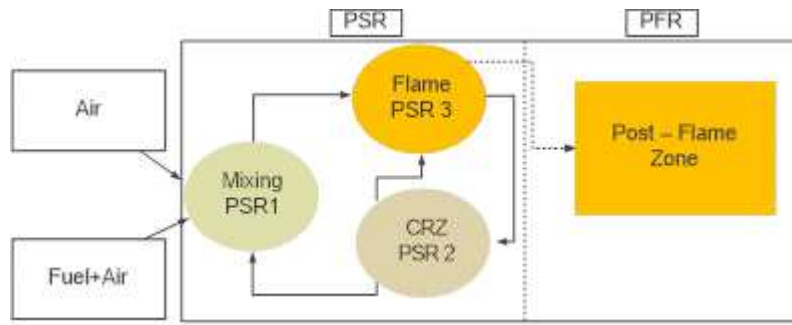 PSR
PFR
Air
Flame
PSR 3
Post – Flame
Zone
Mixing
PSR1
CRZ
PSR 2
Fuel+Air